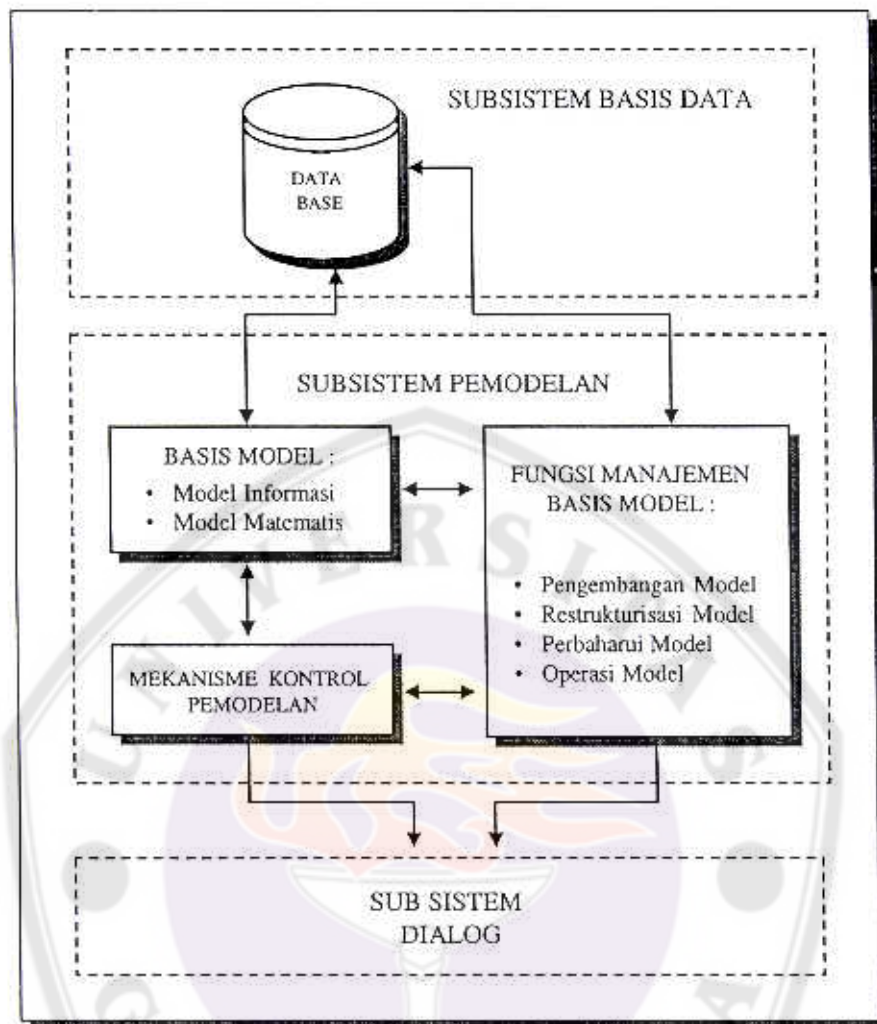 SUBSISTEM BASIS DATA
DATA
BASE
SUBSISTEM PEMODELAN
BASIS MODEL :
• Model Informasi
• Model Matematis
FUNGSI MANAJEMEN
BASIS MODEL :
• Pengembangan Model
• Restrukturisasi Model
• Perbaharui Model
• Operasi Model
MEKANISME KONTROL
PEMODELAN
SUB SISTEM
DIALOG
UNIVERSITAS